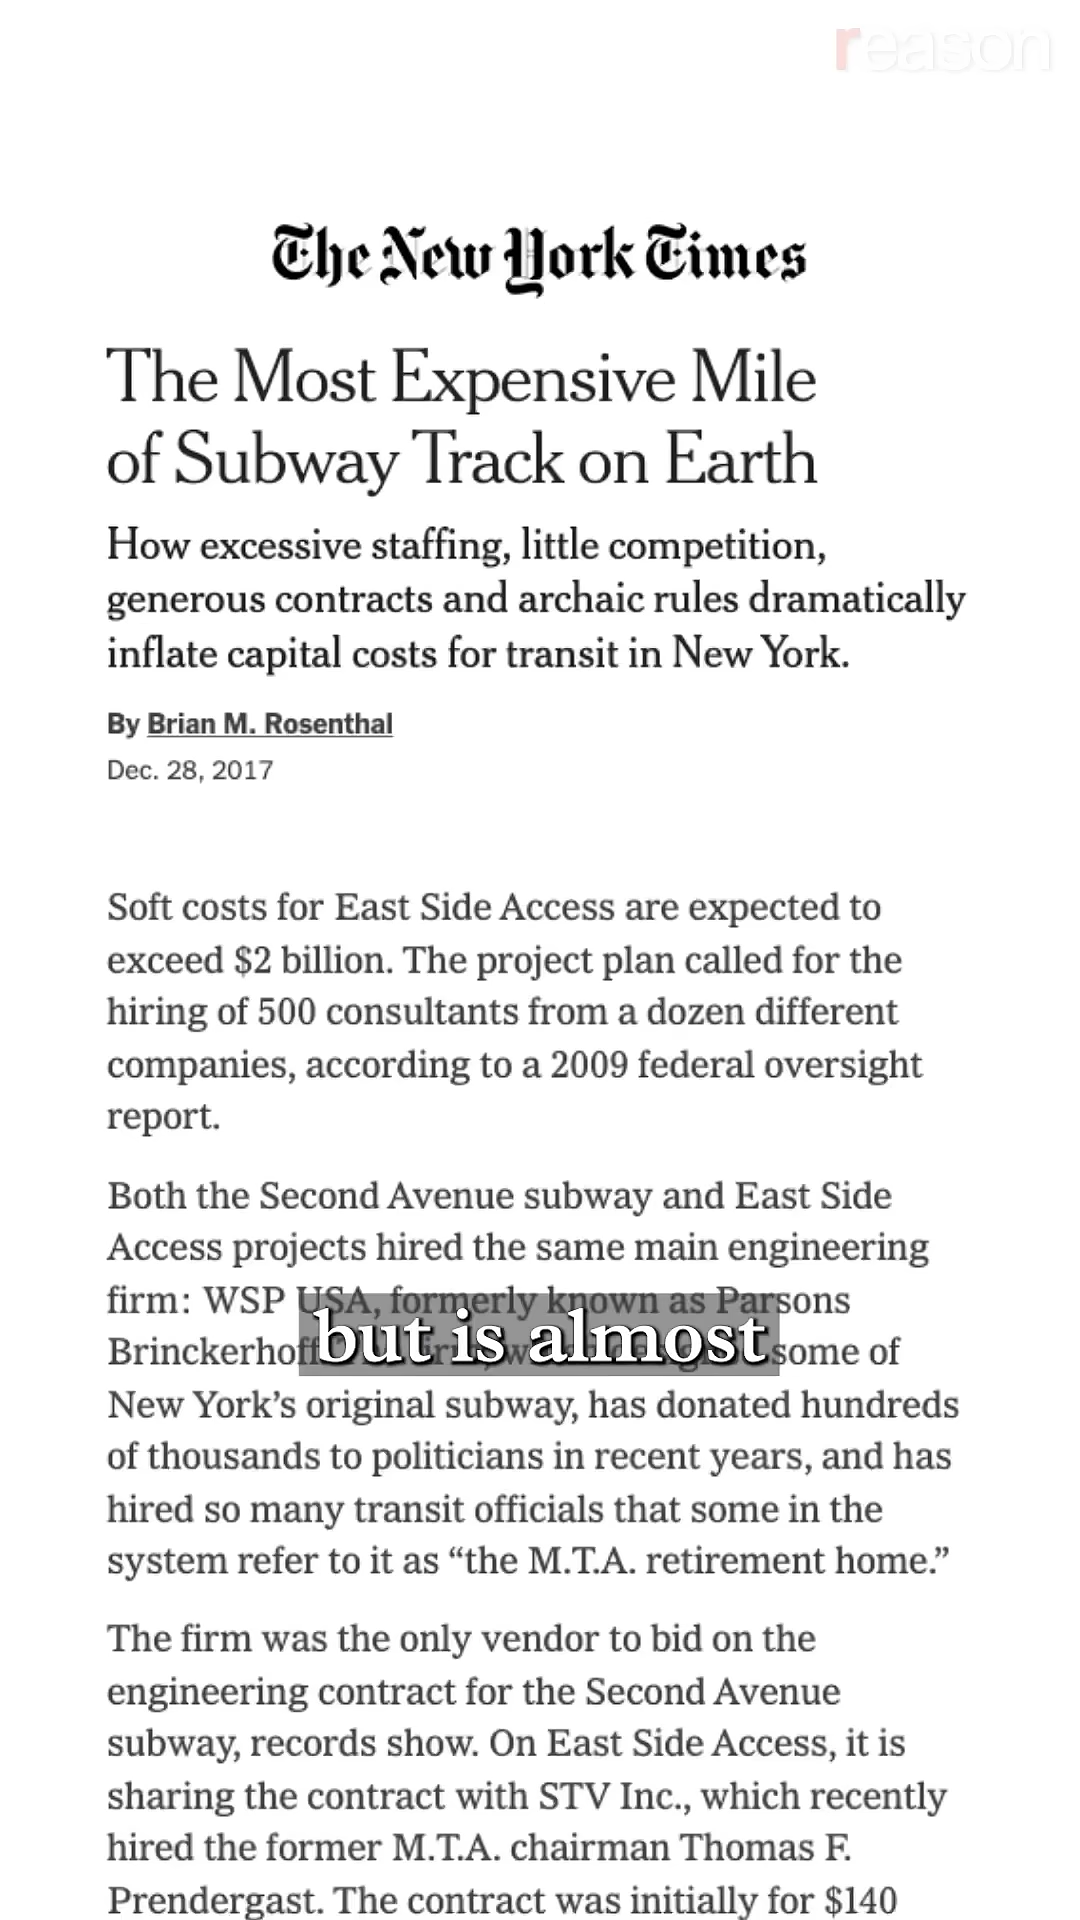 reason
The New York Times
The Most Expensive Mile
of Subway Track on Earth
How excessive staffing, little competition,
generous contracts and archaic rules dramatically
inflate capital costs for transit in New York.
By Brian M. Rosenthal
Dec. 28, 2017
Soft costs for East Side Access are expected to
exceed $2 billion. The project plan called for the
hiring of 500 consultants from a dozen different
companies, according to a 2009 federal oversight
report.
Both the Second Avenue subway and East Side
Access projects hired the same main engineering
firm: WSP USA, formerly known as Parsons
but is almost
Brinckerhoff some of
New York’s original subway, has donated hundreds
of thousands to politicians in recent years, and has
hired so many transit officials that some in the
system refer to it as “the M.T.A. retirement home.”
The firm was the only vendor to bid on the
engineering contract for the Second Avenue
subway, records show. On East Side Access, it is
sharing the contract with STV Inc., which recently
hired the former M.T.A. chairman Thomas F.
Prendergast. The contract was initially for $140